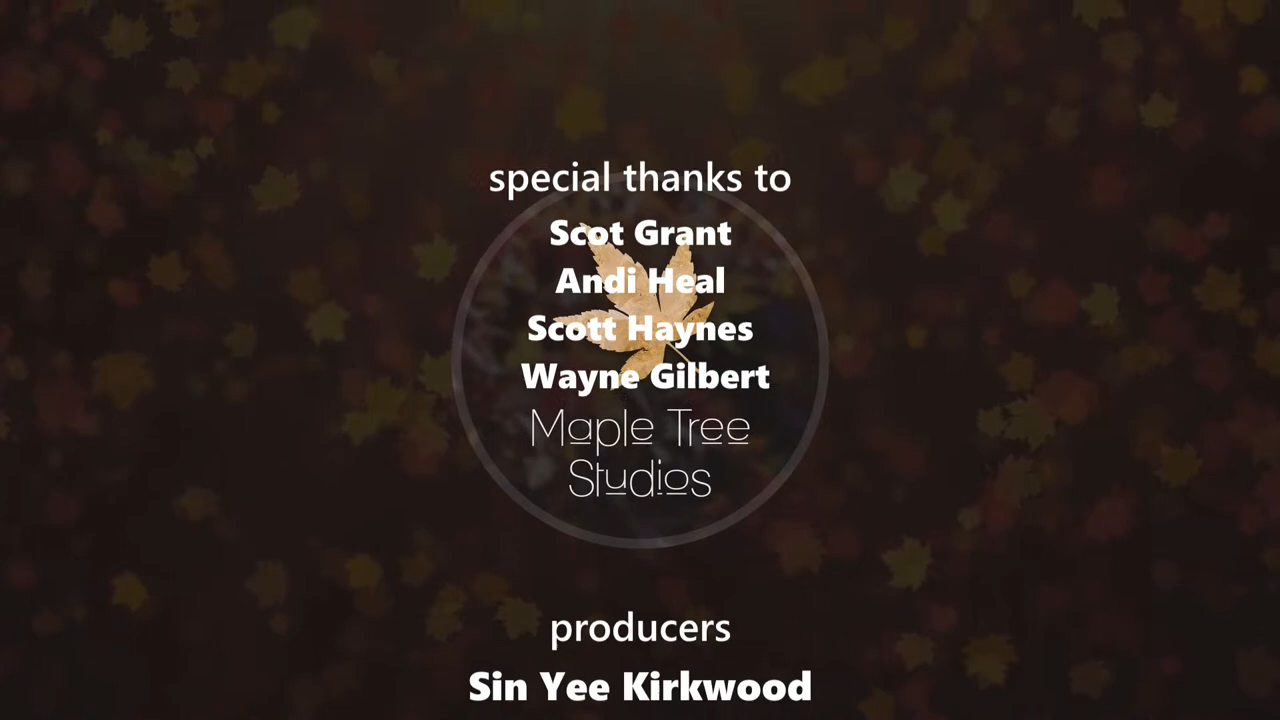 special thanks to
Scot Grant
Andi Heal
Scott Haynes
Wayne Gilbert
Maple Tree
Studios
producers
Sin Yee Kirkwood